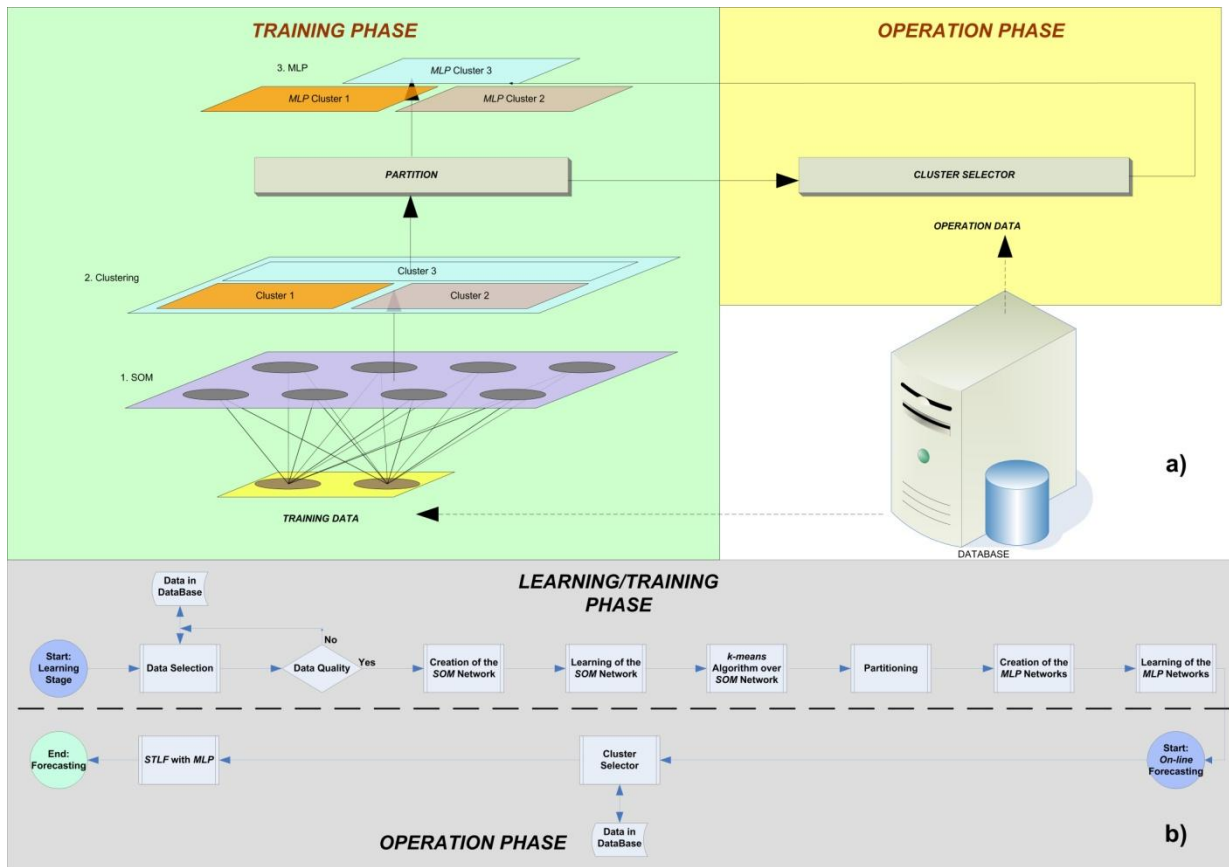 TRAINING PHASE
OPERATION PHASE
3. MLP
MLP Cluster 3
MLP Cluster 1
MLP Cluster 2
PARTITION
CLUSTER SELECTOR
OPERATION DATA
2. Clustering
Cluster 3
Cluster 1
Cluster 2
1. SOM
TRAINING DATA
a)
DATABASE
LEARNING/TRAINING
PHASE
Data in
DataBase
Start:
Learning
Stage
Data Selection
No
Data Quality
Yes
Creation of the
SOM Network
Learning of the
SOM Network
k-means
Algorithm over
SOM Network
Partitioning
Creation of the
MLP Networks
Learning of the
MLP Networks
End:
Forecasting
STLF with MLP
Cluster
Selector
Start:
On-line
Forecasting
Data in
DataBase
OPERATION PHASE
b)